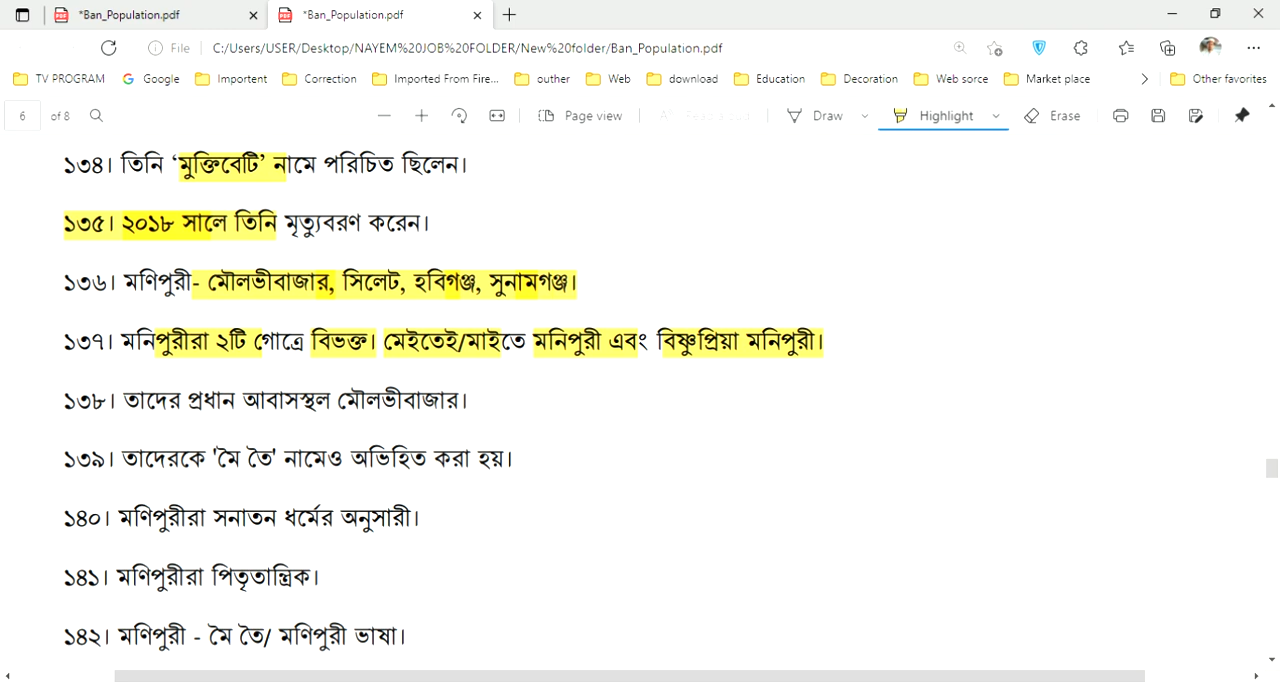 *Ban_Population.pdf
*Ban_Population.pdf
File C:/Users/USER/Desktop/NAYEM%20JOB%20FOLDER/New%20folder/Ban_Population.pdf
TV PROGRAM Google Importent Correction Imported From Fire... outher Web download Education Decoration Web sorce Market place Other favorites
6 of 8 Page view Draw Highlight Erase
১৩৪। তিনি ‘মুক্তিবেটি’ নামে পরিচিত ছিলেন।
১৩৫। ২০১৮ সালে তিনি মৃত্যুবরণ করেন।
১৩৬। মণিপুরী- মৌলভীবাজার, সিলেট, হবিগঞ্জ, সুনামগঞ্জ।
১৩৭। মনিপুরীরা ২টি গোত্রে বিভক্ত। মেইতেই/মাইতে মনিপুরী এবং বিষ্ণুপ্রিয়া মনিপুরী।
১৩৮। তাদের প্রধান আবাসস্থল মৌলভীবাজার।
১৩৯। তাদেরকে 'মৈ তৈ' নামেও অভিহিত করা হয়।
১৪০। মণিপুরীরা সনাতন ধর্মের অনুসারী।
১৪১। মণিপুরীরা পিতৃতান্ত্রিক।
১৪২। মণিপুরী - মৈ তৈ/ মণিপুরী ভাষা।